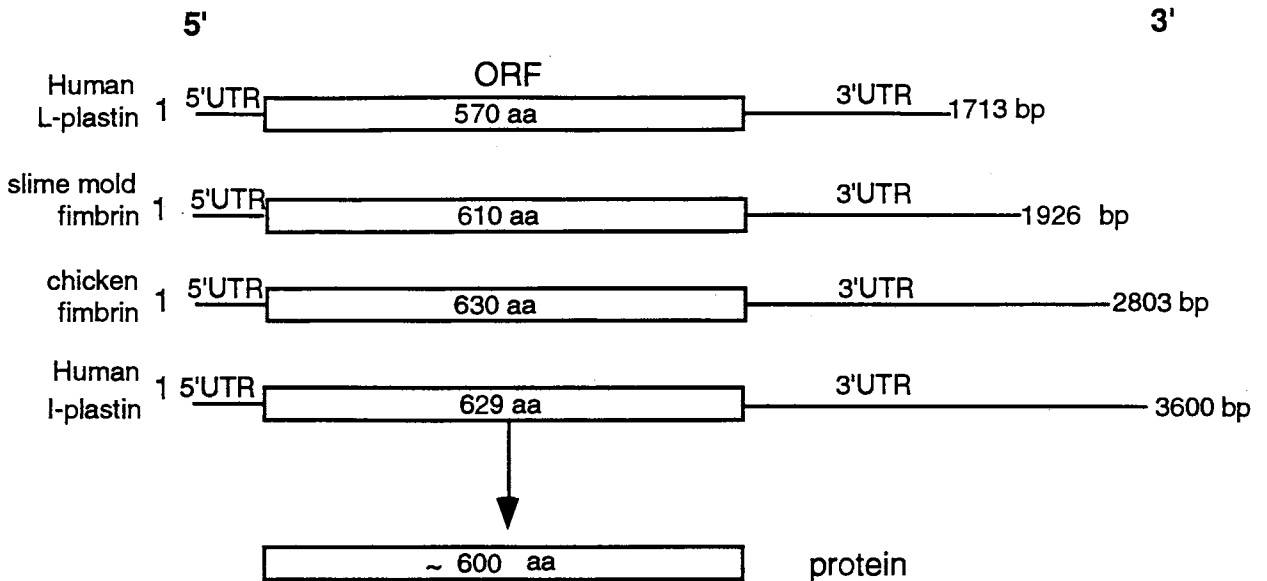 5' 3'
ORF
Human
L-plastin 1 5'UTR 570 aa 3'UTR 1713 bp
slime mold
fimbrin 1 5'UTR 610 aa 3'UTR 1926 bp
chicken
fimbrin 1 5'UTR 630 aa 3'UTR 2803 bp
Human
I-plastin 1 5'UTR 629 aa 3'UTR 3600 bp
~ 600 aa protein